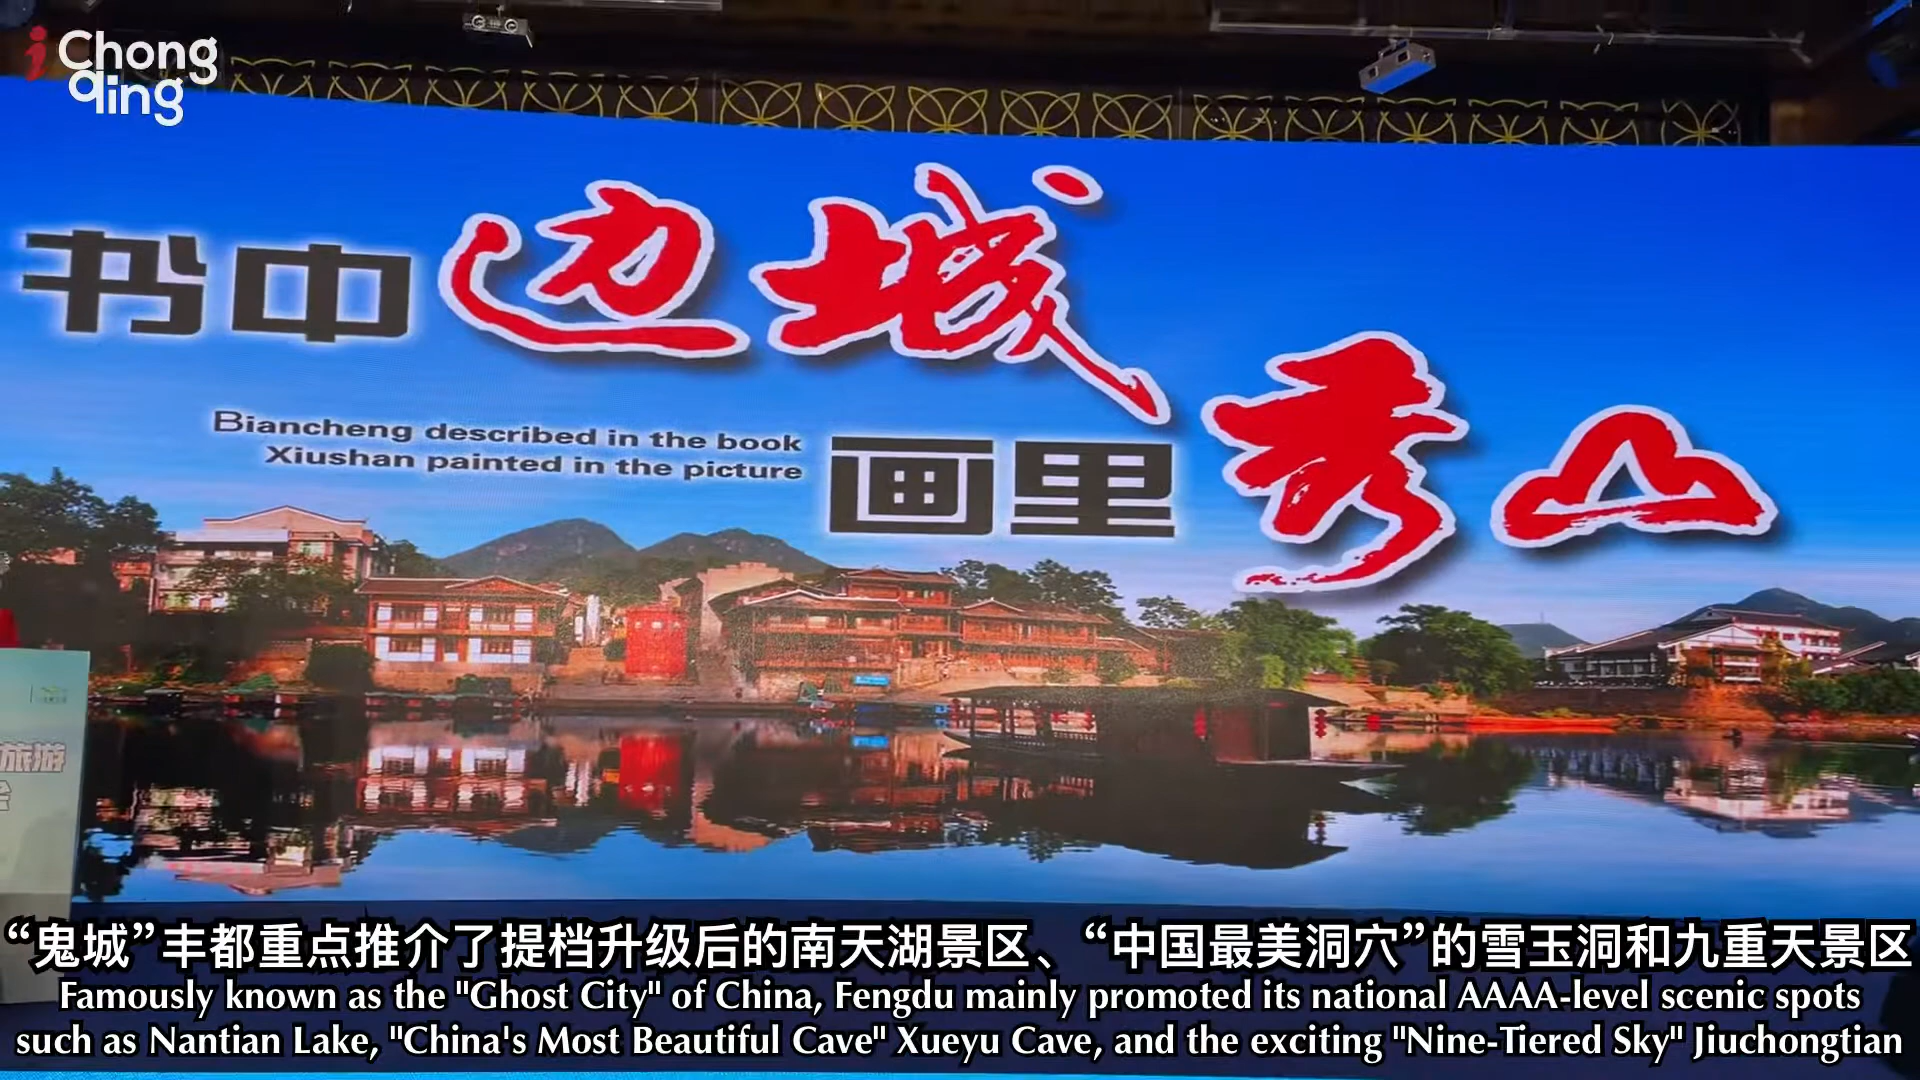 iChong
qing
书中边城
Biancheng described in the book
Xiushan painted in the picture
画里秀山
旅游
“鬼城”丰都重点推介了提档升级后的南天湖景区、“中国最美洞穴”的雪玉洞和九重天景区
Famously known as the "Ghost City" of China, Fengdu mainly promoted its national AAAA-level scenic spots
such as Nantian Lake, "China's Most Beautiful Cave" Xueyu Cave, and the exciting "Nine-Tiered Sky" Jiuchongtian